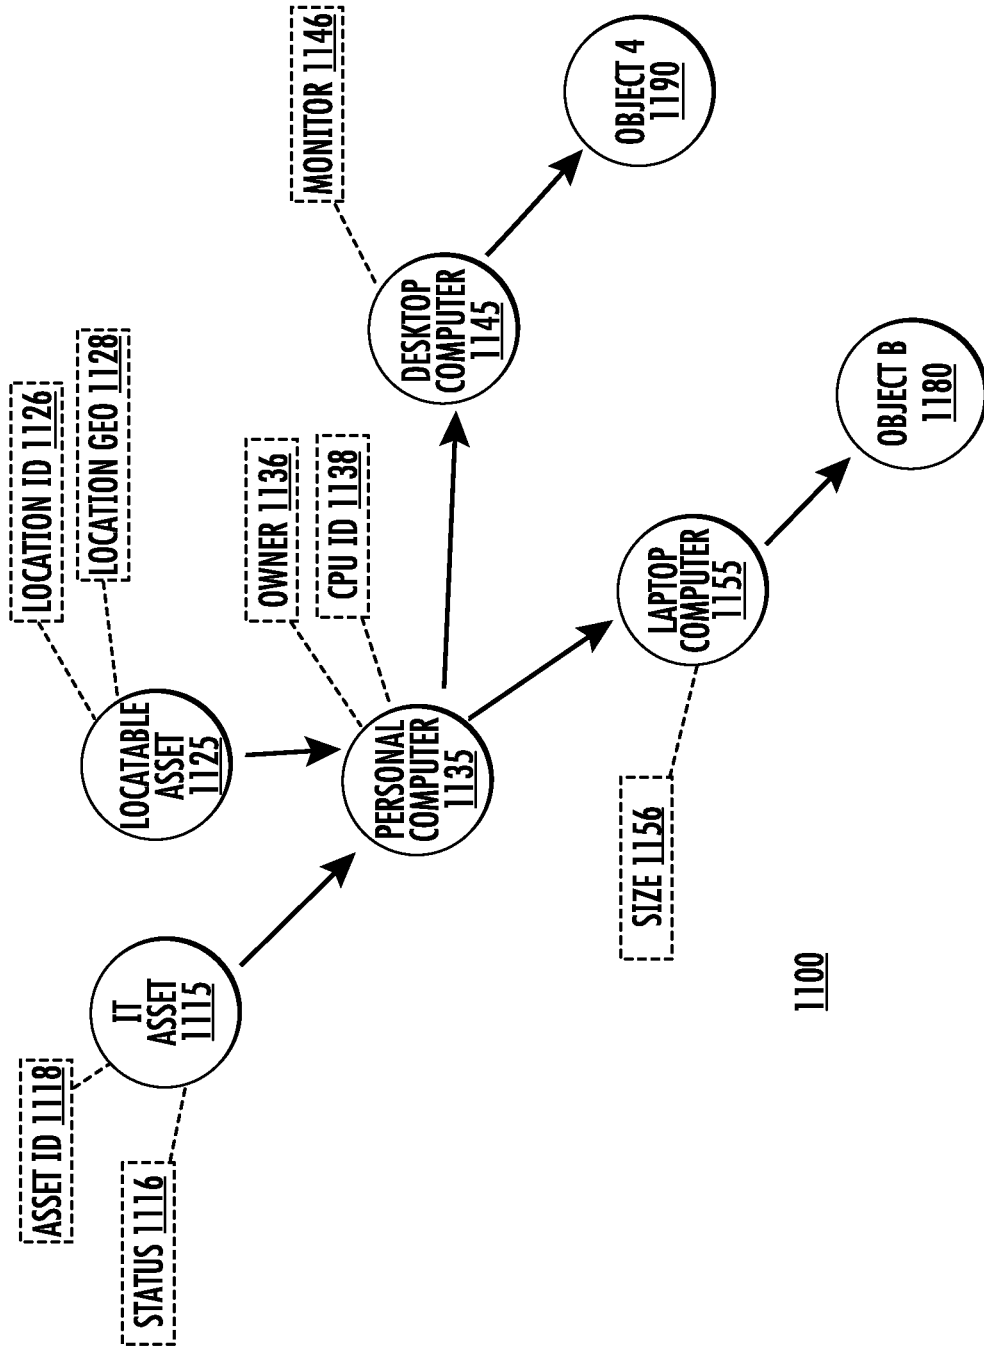 ASSET ID 1118
STATUS 1116
IT
ASSET
1115
LOCATION ID 1126
LOCATION GEO 1128
LOCATABLE
ASSET
1125
OWNER 1136
CPU ID 1138
PERSONAL
COMPUTER
1135
MONITOR 1146
DESKTOP
COMPUTER
1145
OBJECT 4
1190
SIZE 1156
LAPTOP
COMPUTER
1155
OBJECT B
1180
1100